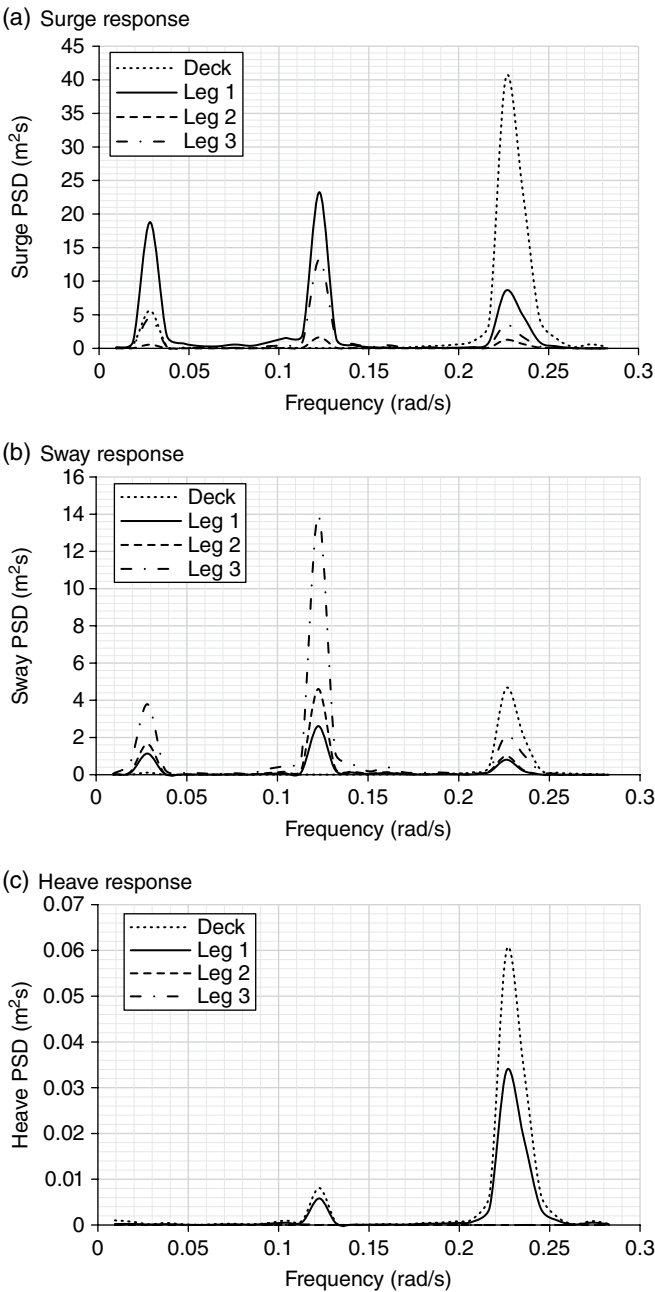 (a) Surge response
45
40
35
30
25
20
15
10
5
0
Surge PSD (m²s)
Deck
Leg 1
Leg 2
Leg 3
0 0.05 0.1 0.15 0.2 0.25 0.3
Frequency (rad/s)
(b) Sway response
16
14
12
10
8
6
4
2
0
Sway PSD (m²s)
Deck
Leg 1
Leg 2
Leg 3
0 0.05 0.1 0.15 0.2 0.25 0.3
Frequency (rad/s)
(c) Heave response
0.07
0.06
0.05
0.04
0.03
0.02
0.01
0
Heave PSD (m²s)
Deck
Leg 1
Leg 2
Leg 3
0 0.05 0.1 0.15 0.2 0.25 0.3
Frequency (rad/s)